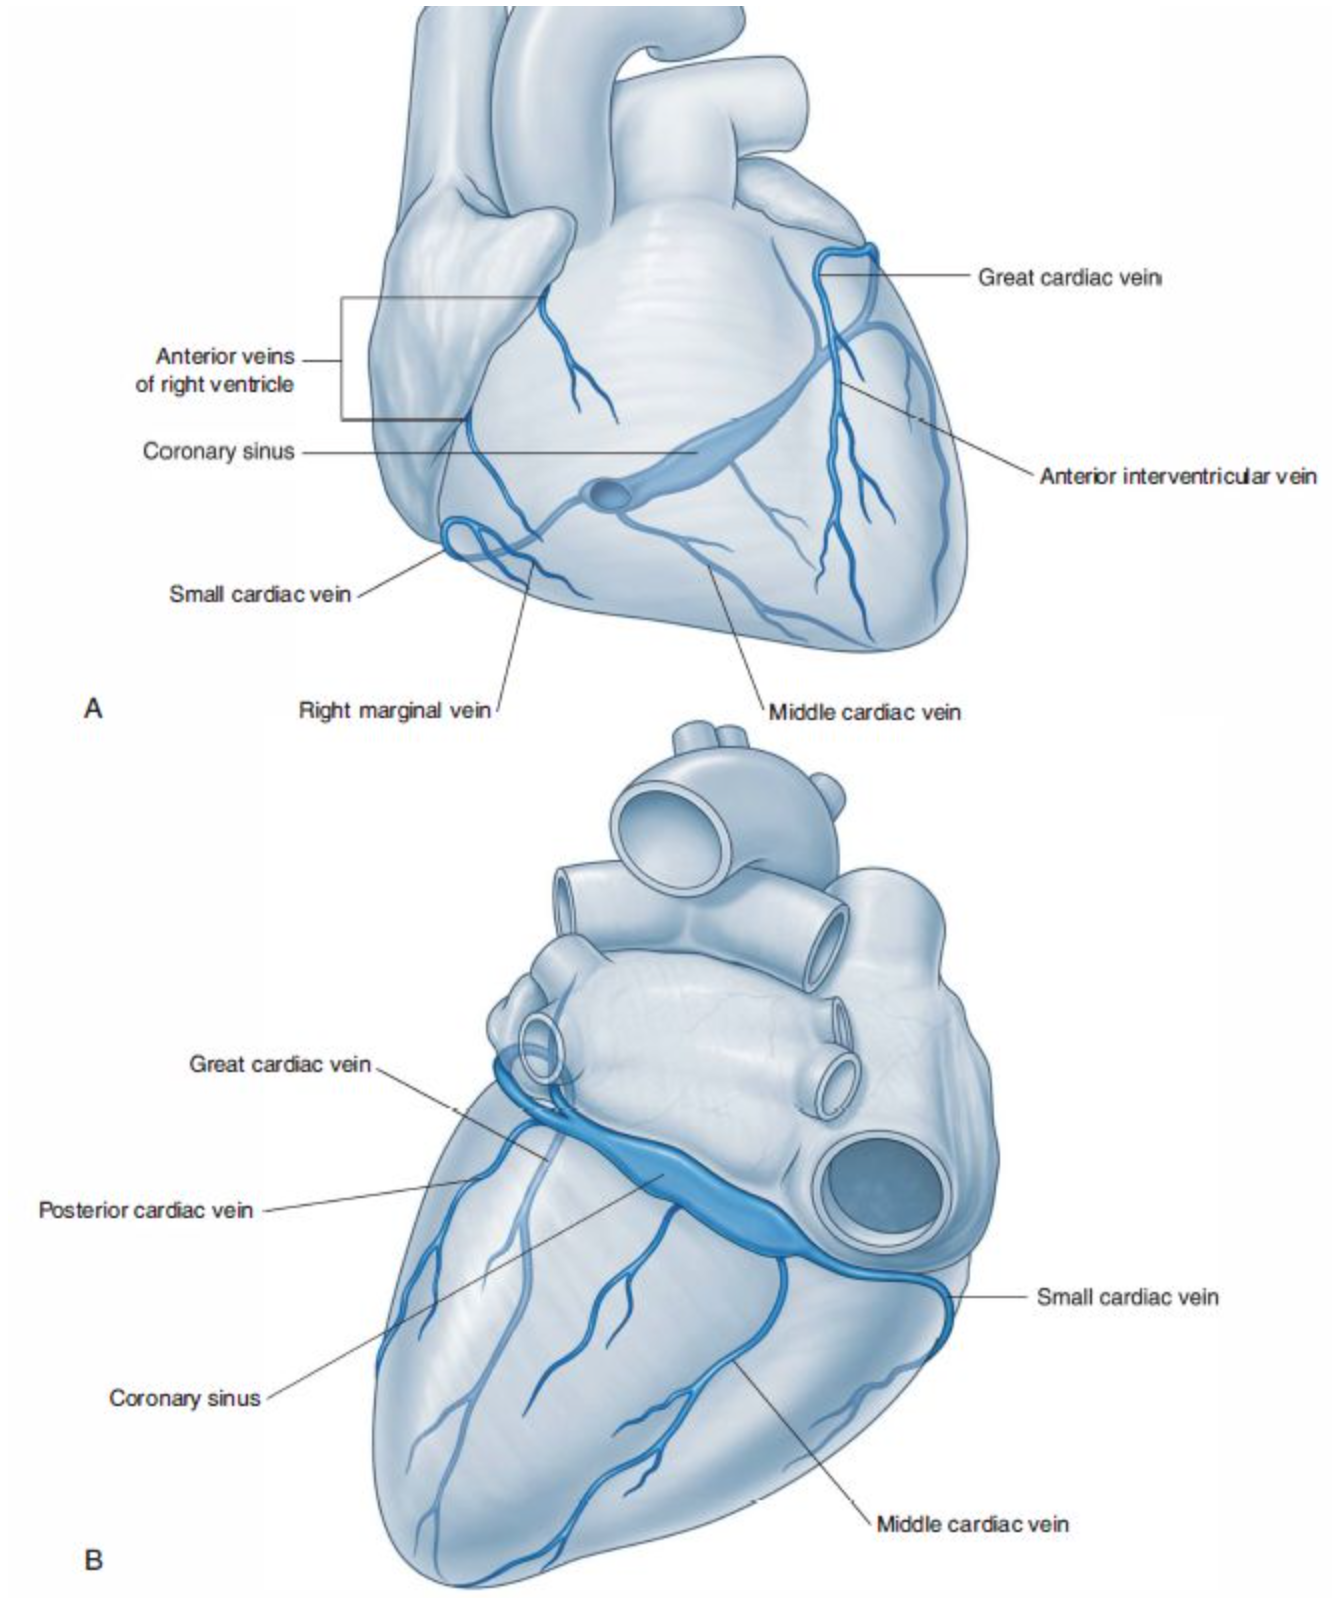 Great cardiac vein
Anterior veins
of right ventricle
Coronary sinus
Anterior interventricular vein
Small cardiac vein
A
Right marginal vein
Middle cardiac vein
Great cardiac vein
Posterior cardiac vein
Small cardiac vein
Coronary sinus
Middle cardiac vein
B